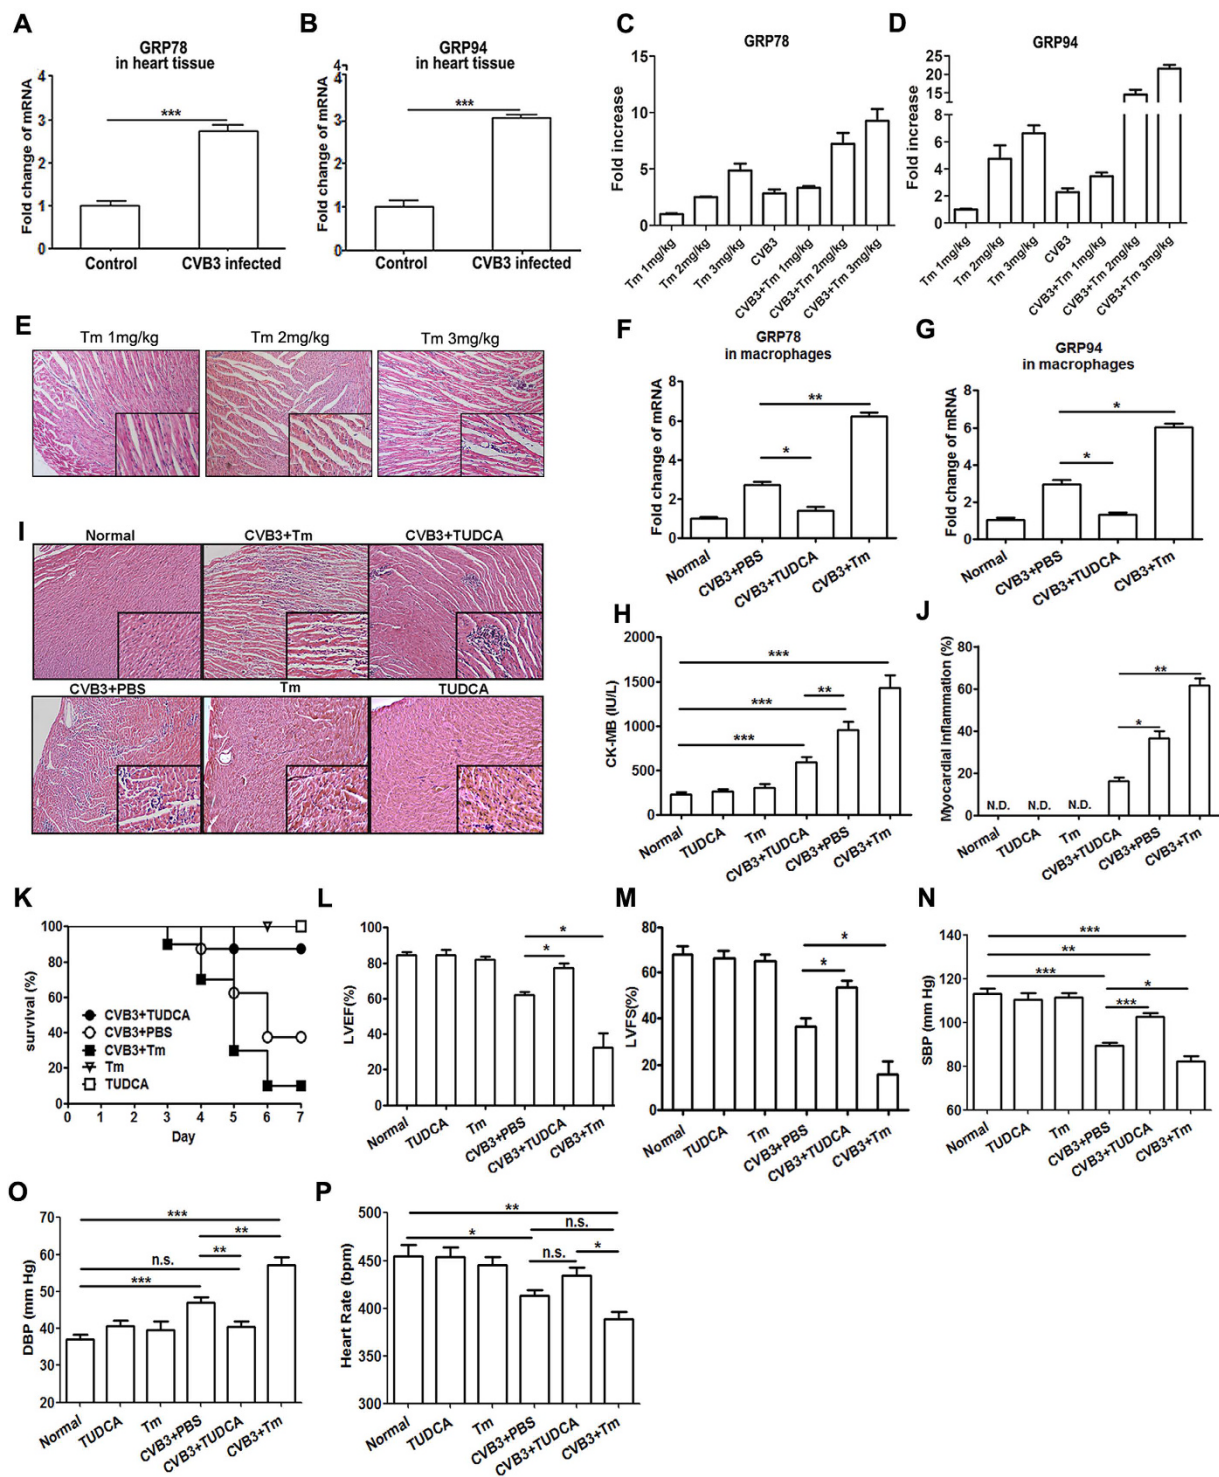 A
GRP78
in heart tissue
Fold change of mRNA
4
3
2
1
0
***
Control
CVB3 infected
B
GRP94
in heart tissue
Fold change of mRNA
4
4
3
2
1
0
***
Control
CVB3 infected
C
GRP78
Fold increase
15
10
5
0
Tm 1mg/kg
Tm 2mg/kg
Tm 3mg/kg
CVB3
CVB3+Tm 1mg/kg
CVB3+Tm 2mg/kg
CVB3+Tm 3mg/kg
D
GRP94
Fold increase
25
20
15
8
6
4
2
0
Tm 1mg/kg
Tm 2mg/kg
Tm 3mg/kg
CVB3
CVB3+Tm 1mg/kg
CVB3+Tm 2mg/kg
CVB3+Tm 3mg/kg
E
Tm 1mg/kg
Tm 2mg/kg
Tm 3mg/kg
F
GRP78
in macrophages
Fold change of mRNA
8
6
4
2
0
**
*
Normal
CVB3+PBS
CVB3+TUDCA
CVB3+Tm
G
GRP94
in macrophages
Fold change of mRNA
8
6
4
2
0
*
*
Normal
CVB3+PBS
CVB3+TUDCA
CVB3+Tm
I
Normal
CVB3+Tm
CVB3+TUDCA
CVB3+PBS
Tm
TUDCA
H
CK-MB (IU/L)
2000
1500
1000
500
0
***
**
***
***
Normal
TUDCA
Tm
CVB3+TUDCA
CVB3+PBS
CVB3+Tm
J
Myocardial inflammation (%)
80
60
40
20
0
**
*
N.D.
N.D.
N.D.
Normal
TUDCA
Tm
CVB3+TUDCA
CVB3+PBS
CVB3+Tm
K
survival (%)
100
80
60
40
20
0
CVB3+TUDCA
CVB3+PBS
CVB3+Tm
Tm
TUDCA
0 1 2 3 4 5 6 7
Day
L
LVEF(%)
100
80
60
40
20
0
*
*
Normal
TUDCA
Tm
CVB3+PBS
CVB3+TUDCA
CVB3+Tm
M
LVFS(%)
80
60
40
20
0
*
*
Normal
TUDCA
Tm
CVB3+PBS
CVB3+TUDCA
CVB3+Tm
N
SBP (mm Hg)
140
120
100
80
60
***
**
***
*
***
Normal
TUDCA
Tm
CVB3+PBS
CVB3+TUDCA
CVB3+Tm
O
DBP (mm Hg)
70
60
50
40
30
20
***
**
**
n.s.
***
Normal
TUDCA
Tm
CVB3+PBS
CVB3+TUDCA
CVB3+Tm
P
Heart Rate (bpm)
500
450
400
350
300
**
n.s.
*
n.s.
*
Normal
TUDCA
Tm
CVB3+PBS
CVB3+TUDCA
CVB3+Tm